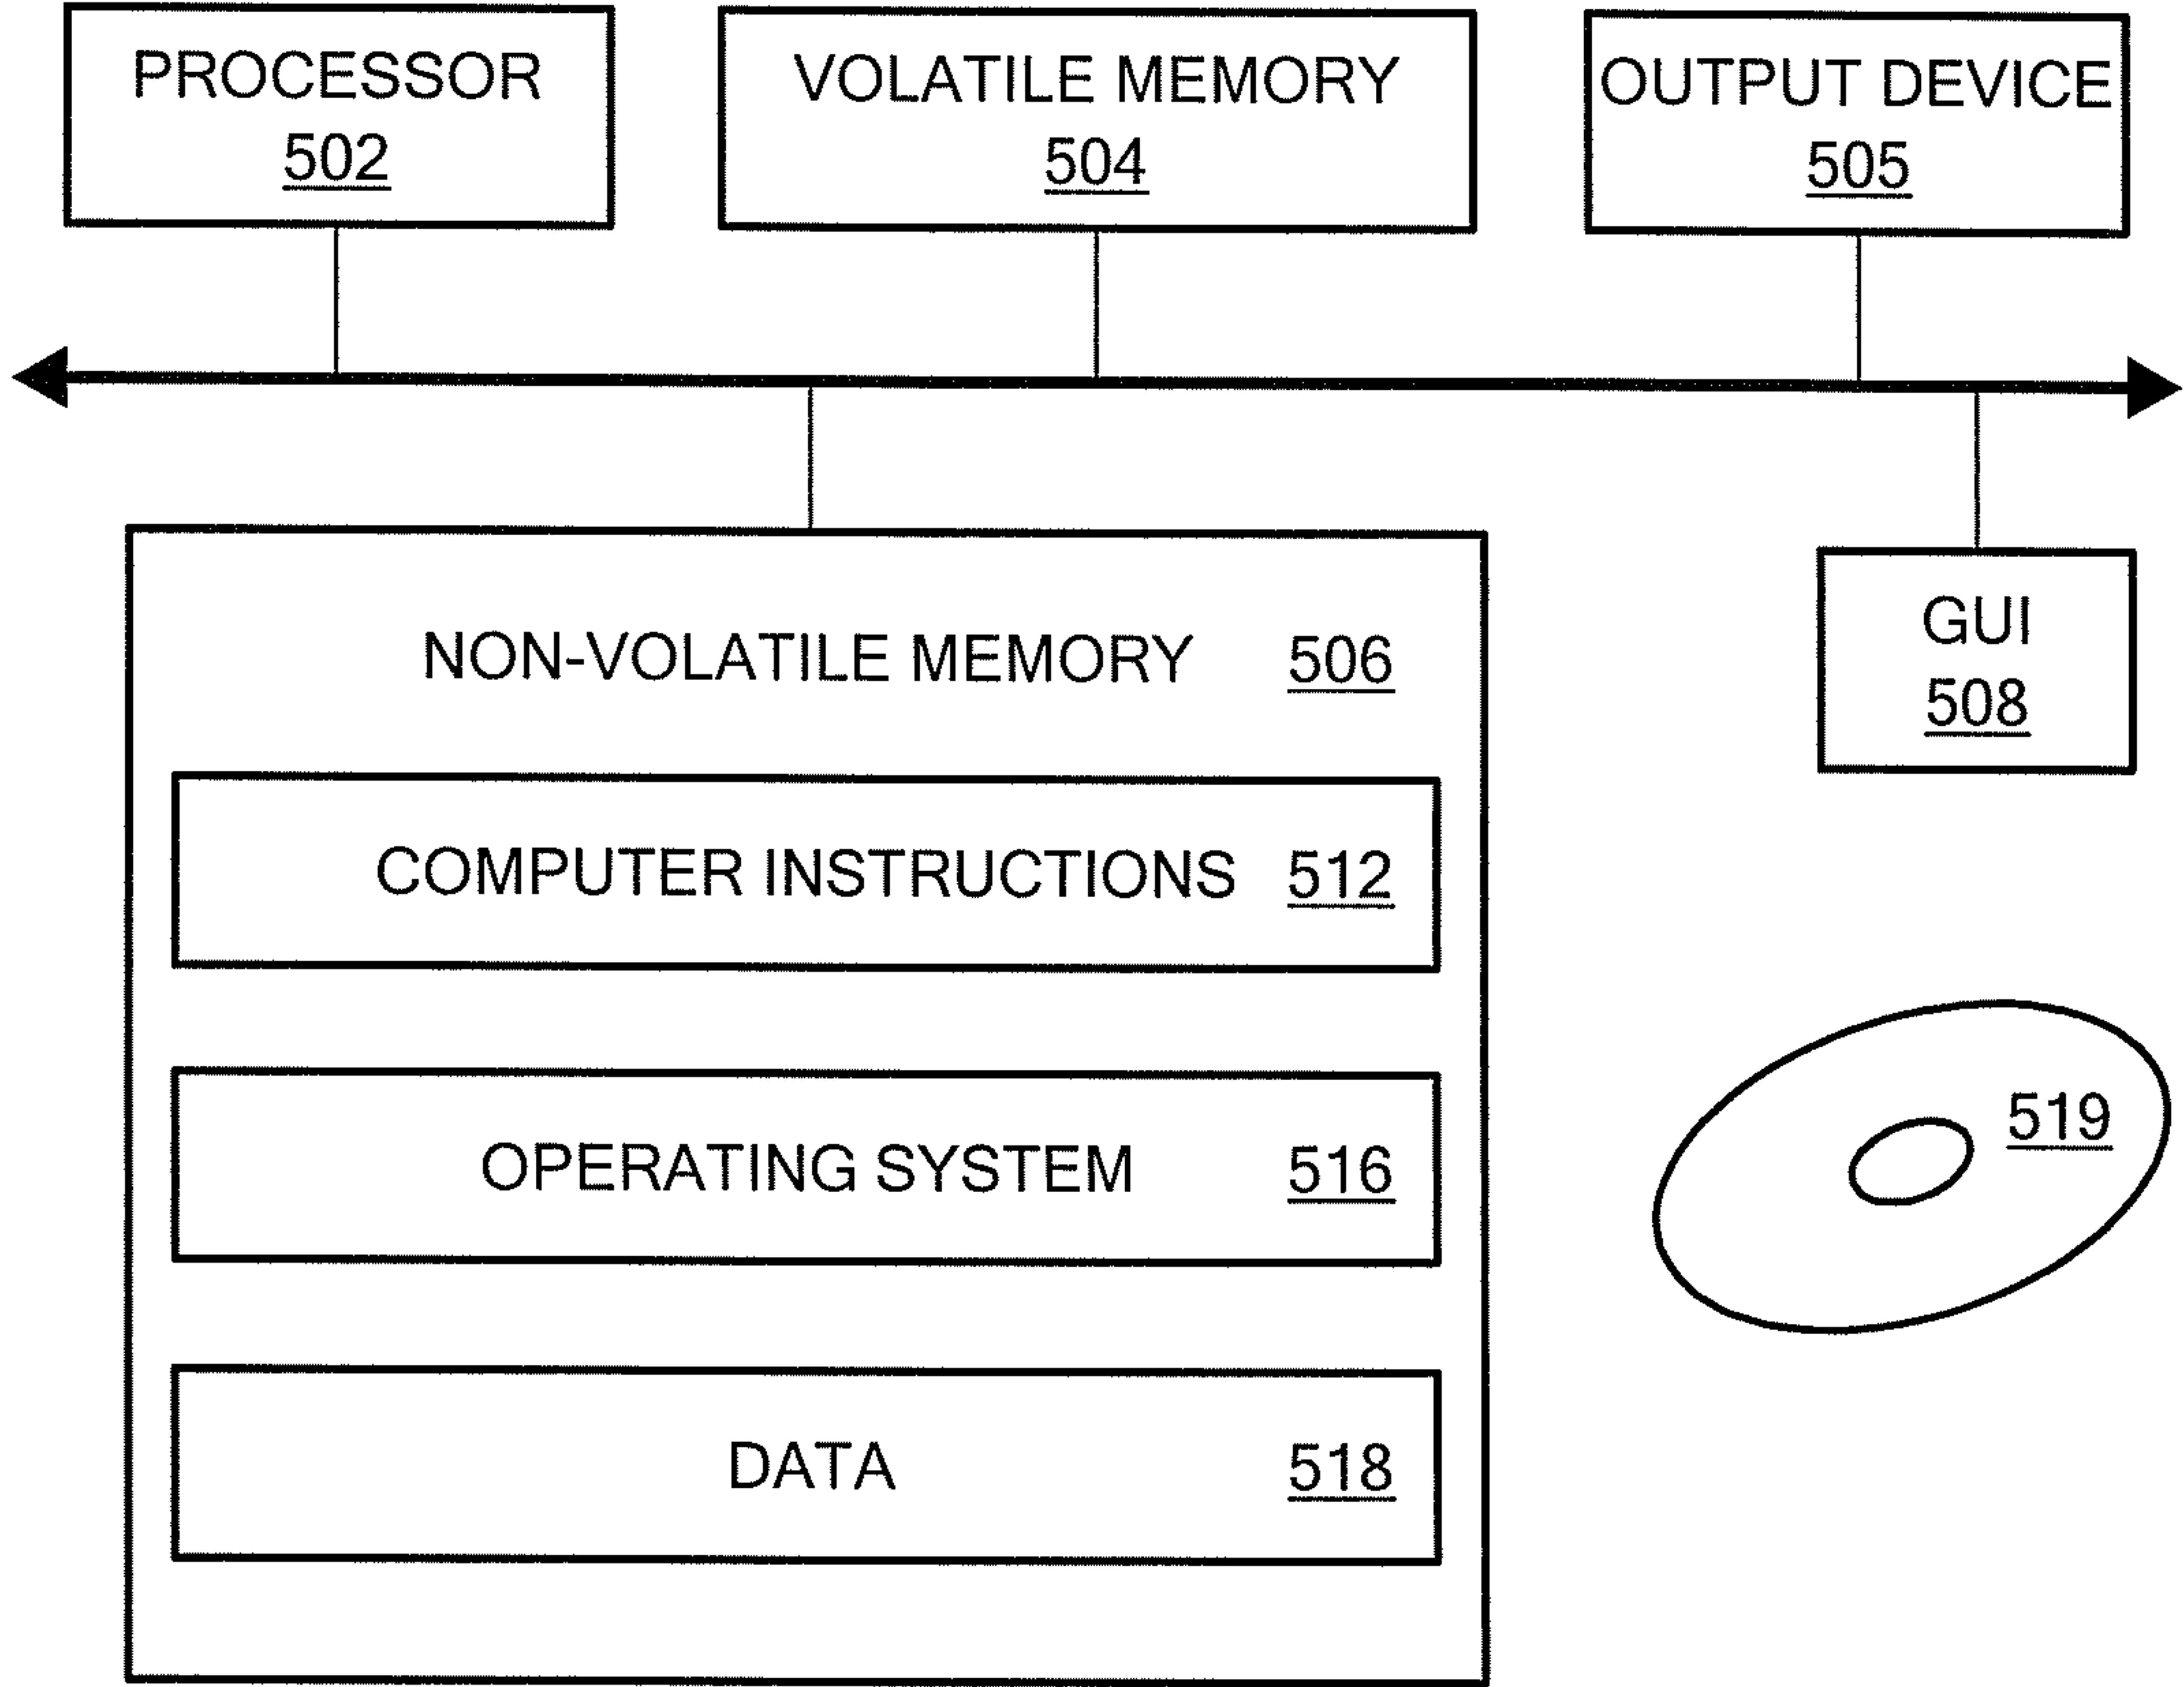 PROCESSOR
502
VOLATILE MEMORY
504
OUTPUT DEVICE
505
NON-VOLATILE MEMORY 506
GUI
508
COMPUTER INSTRUCTIONS 512
OPERATING SYSTEM 516
519
DATA 518